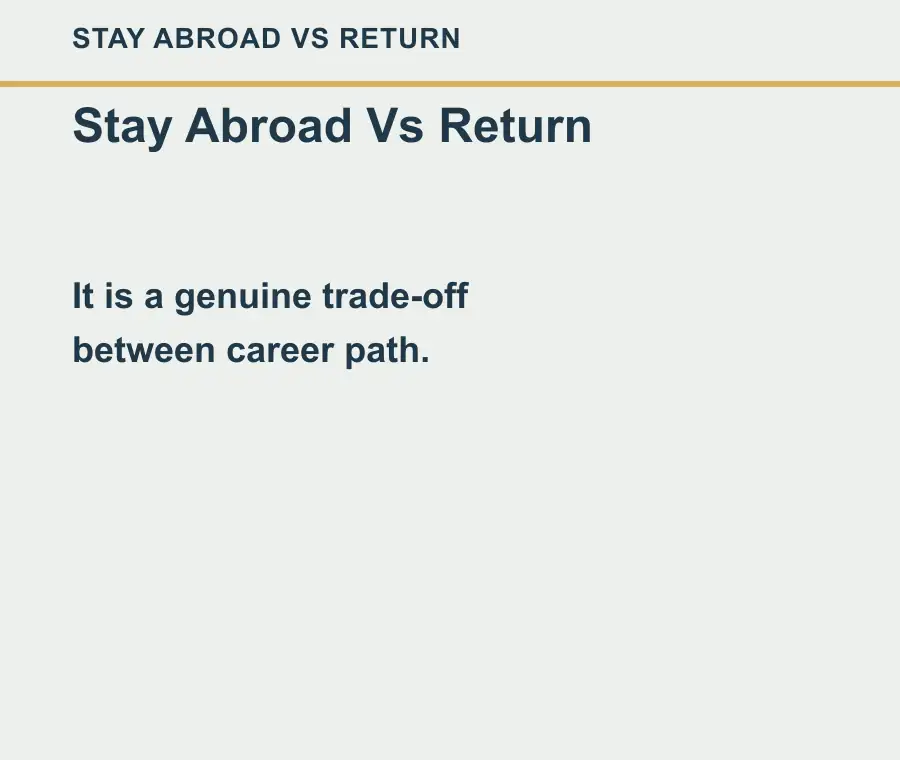 STAY ABROAD VS RETURN
Stay Abroad Vs Return
It is a genuine trade-off
between career path.